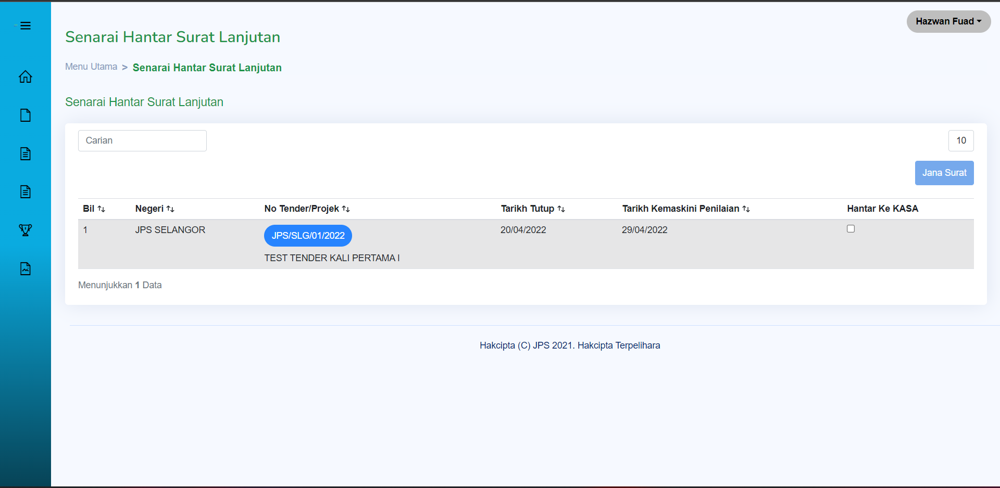 Hazwan Fuad
Senarai Hantar Surat Lanjutan
Menu Utama > Senarai Hantar Surat Lanjutan
Senarai Hantar Surat Lanjutan
Carian
10
Jana Surat
Bil Negeri No Tender/Projek Tarikh Tutup Tarikh Kemaskini Penilaian Hantar Ke KASA
1 JPS SELANGOR JPS/SLG/01/2022 20/04/2022 29/04/2022
TEST TENDER KALI PERTAMA I
Menunjukkan 1 Data
Hakcipta (C) JPS 2021. Hakcipta Terpelihara